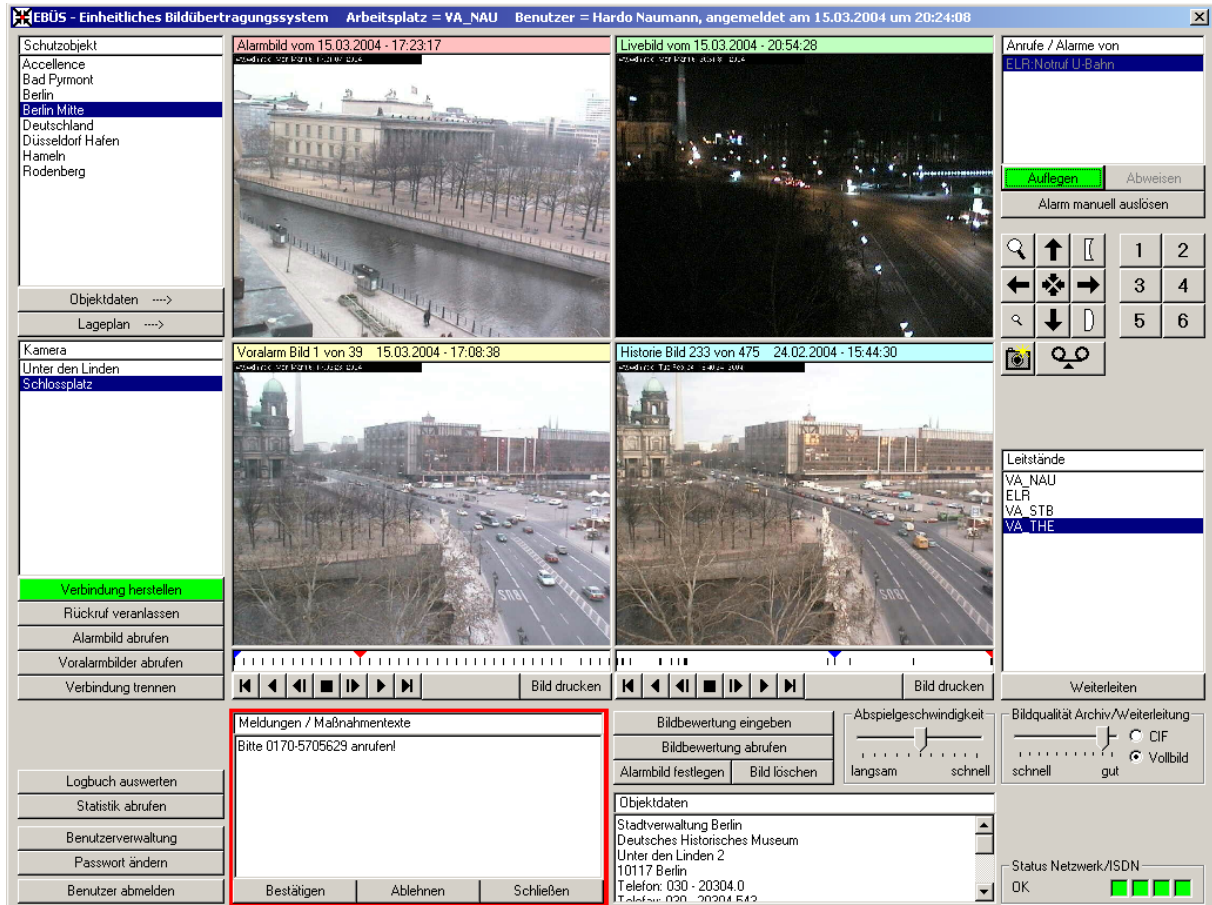 EBÜS - Einheitliches Bildübertragungssystem Arbeitsplatz = VA_NAU Benutzer = Hardo Naumann, angemeldet am 15.03.2004 um 20:24:08
Schutzobjekt
Accellence
Bad Pyrmont
Berlin
Berlin Mitte
Deutschland
Düsseldorf Hafen
Hameln
Rodenberg
Objektdaten ---->
Lageplan ---->
Alarmbild vom 15.03.2004 - 17:23:17
Livebild vom 15.03.2004 - 20:54:28
Anrufe / Alarme von
ELR:Notruf U-Bahn
Auflegen Abweisen
Alarm manuell auslösen
1 2
3 4
5 6
Kamera
Unter den Linden
Schlossplatz
Verbindung herstellen
Rückruf veranlassen
Alarmbild abrufen
Voralarmbilder abrufen
Verbindung trennen
Voralarm Bild 1 von 39 15.03.2004 - 17:08:38
BUS
Bild drucken
Historie Bild 233 von 475 24.02.2004 - 15:44:30
BUS
Bild drucken
Leitstände
VA_NAU
ELR
VA_STB
VA_THE
Weiterleiten
Logbuch auswerten
Statistik abrufen
Benutzerverwaltung
Passwort ändern
Benutzer abmelden
Meldungen / Maßnahmentexte
Bitte 0170-5705629 anrufen!
Bestätigen Ablehnen Schließen
Bildbewertung eingeben
Bildbewertung abrufen
Alarmbild festlegen Bild löschen
Abspielgeschwindigkeit
langsam schnell
Bildqualität Archiv/Weiterleitung
CIF
Vollbild
schnell gut
Objektdaten
Stadtverwaltung Berlin
Deutsches Historisches Museum
Unter den Linden 2
10117 Berlin
Telefon: 030 - 20304.0
Telefax: 030 - 20304.543
Status Netzwerk/ISDN
OK